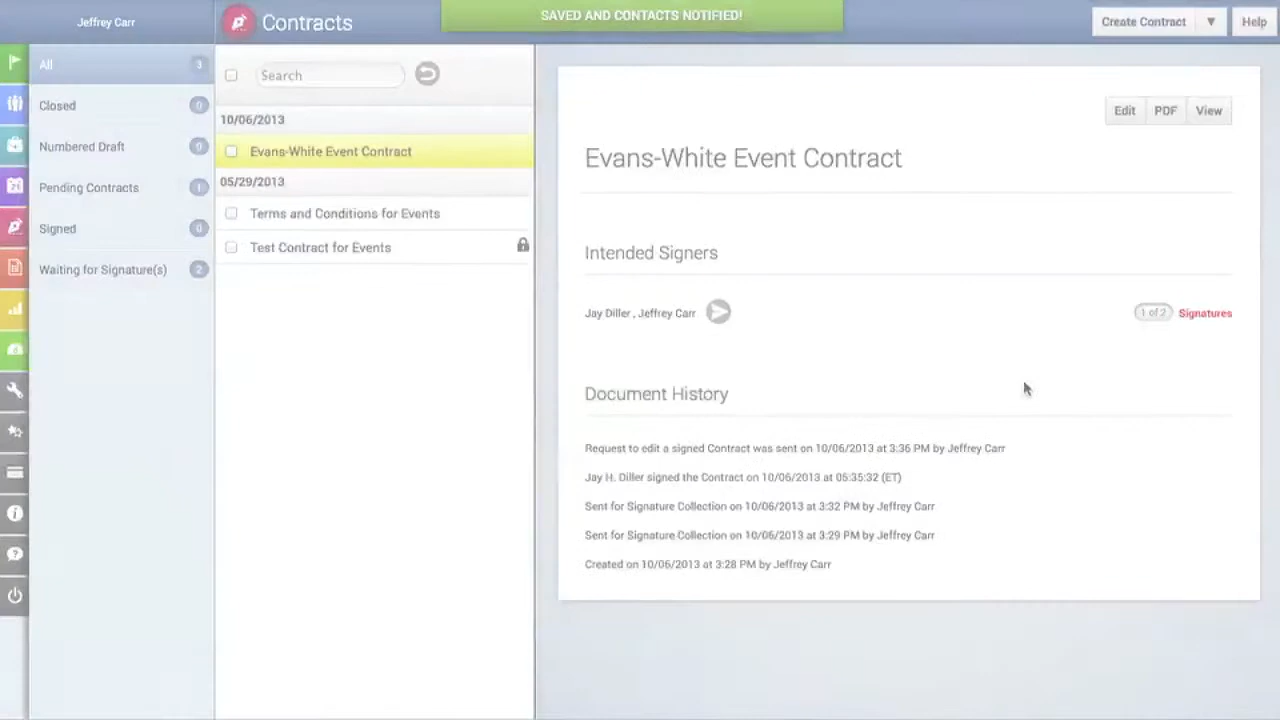 Jeffrey Carr
Contracts
SAVED AND CONTACTS NOTIFIED!
Create Contract
Help
All 3
Closed 0
Numbered Draft 0
Pending Contracts 1
Signed 0
Waiting for Signature(s) 2
Search
10/06/2013
Evans-White Event Contract
05/29/2013
Terms and Conditions for Events
Test Contract for Events
Edit PDF View
Evans-White Event Contract
Intended Signers
Jay Diller , Jeffrey Carr
1 of 2 Signatures
Document History
Request to edit a signed Contract was sent on 10/06/2013 at 3:36 PM by Jeffrey Carr
Jay H. Diller signed the Contract on 10/06/2013 at 06:35:32 (ET)
Sent for Signature Collection on 10/06/2013 at 3:32 PM by Jeffrey Carr
Sent for Signature Collection on 10/06/2013 at 3:29 PM by Jeffrey Carr
Created on 10/06/2013 at 3:28 PM by Jeffrey Carr